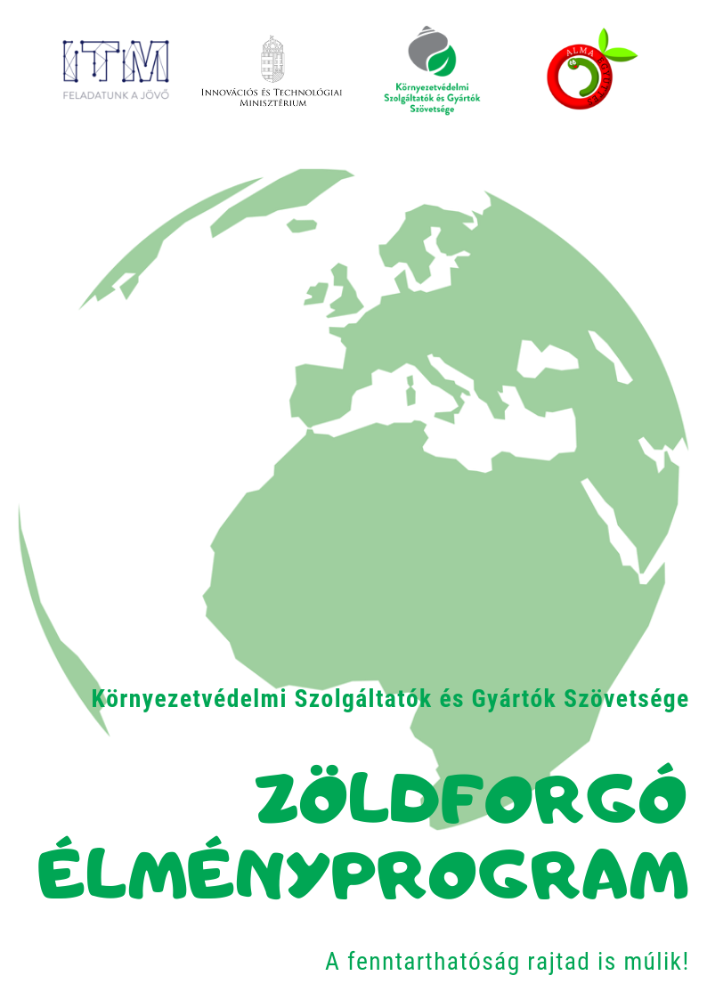 ITM
FELADATUNK A JÖVŐ
INNOVÁCIÓS ÉS TECHNOLÓGIAI
MINISZTÉRIUM
Környezetvédelmi
Szolgáltatók és Gyártók
Szövetsége
ALMA EGYÜTTES
Környezetvédelmi Szolgáltatók és Gyártók Szövetsége
ZÖLDFORGÓ
ÉLMÉNYPROGRAM
A fenntarthatóság rajtad is múlik!